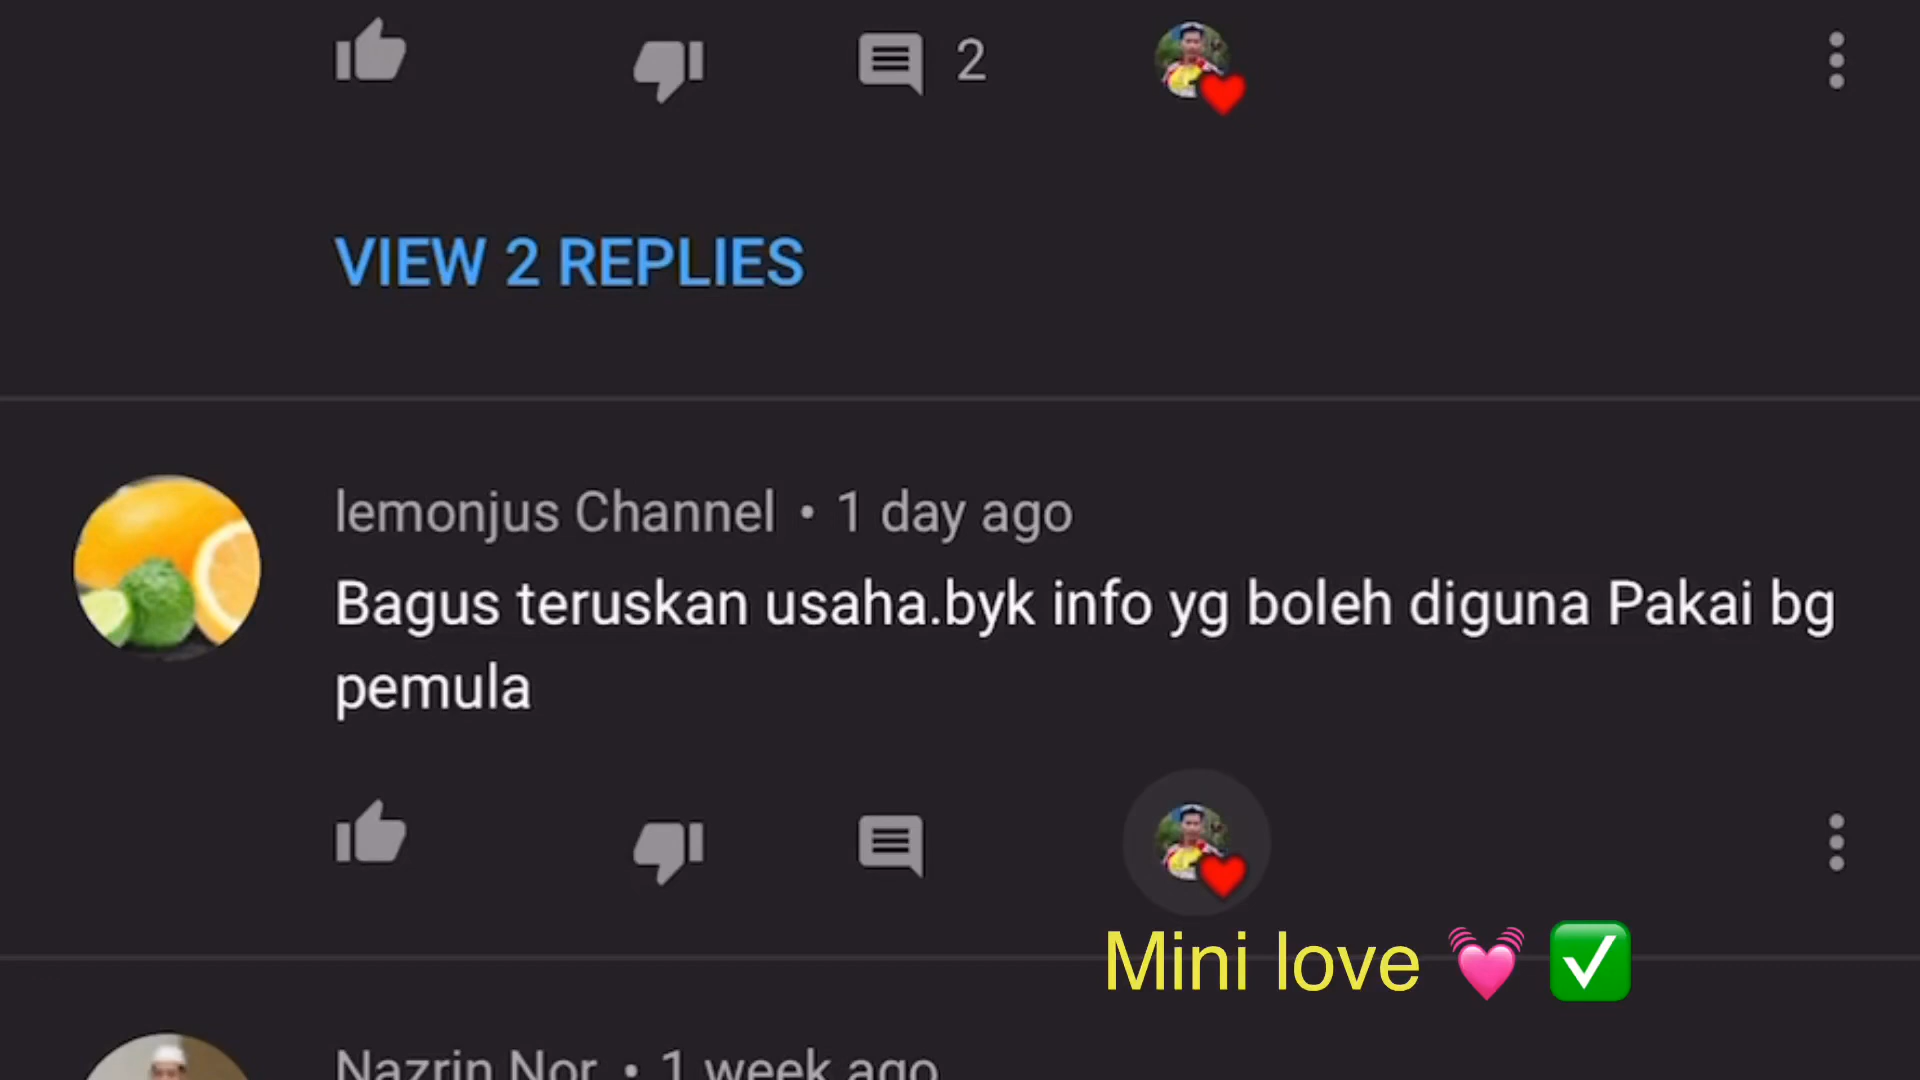 2
VIEW 2 REPLIES
lemonjus Channel • 1 day ago
Bagus teruskan usaha.byk info yg boleh diguna Pakai bg
pemula
Mini love 💓 ✅
Nazrin Nor • 1 week ago